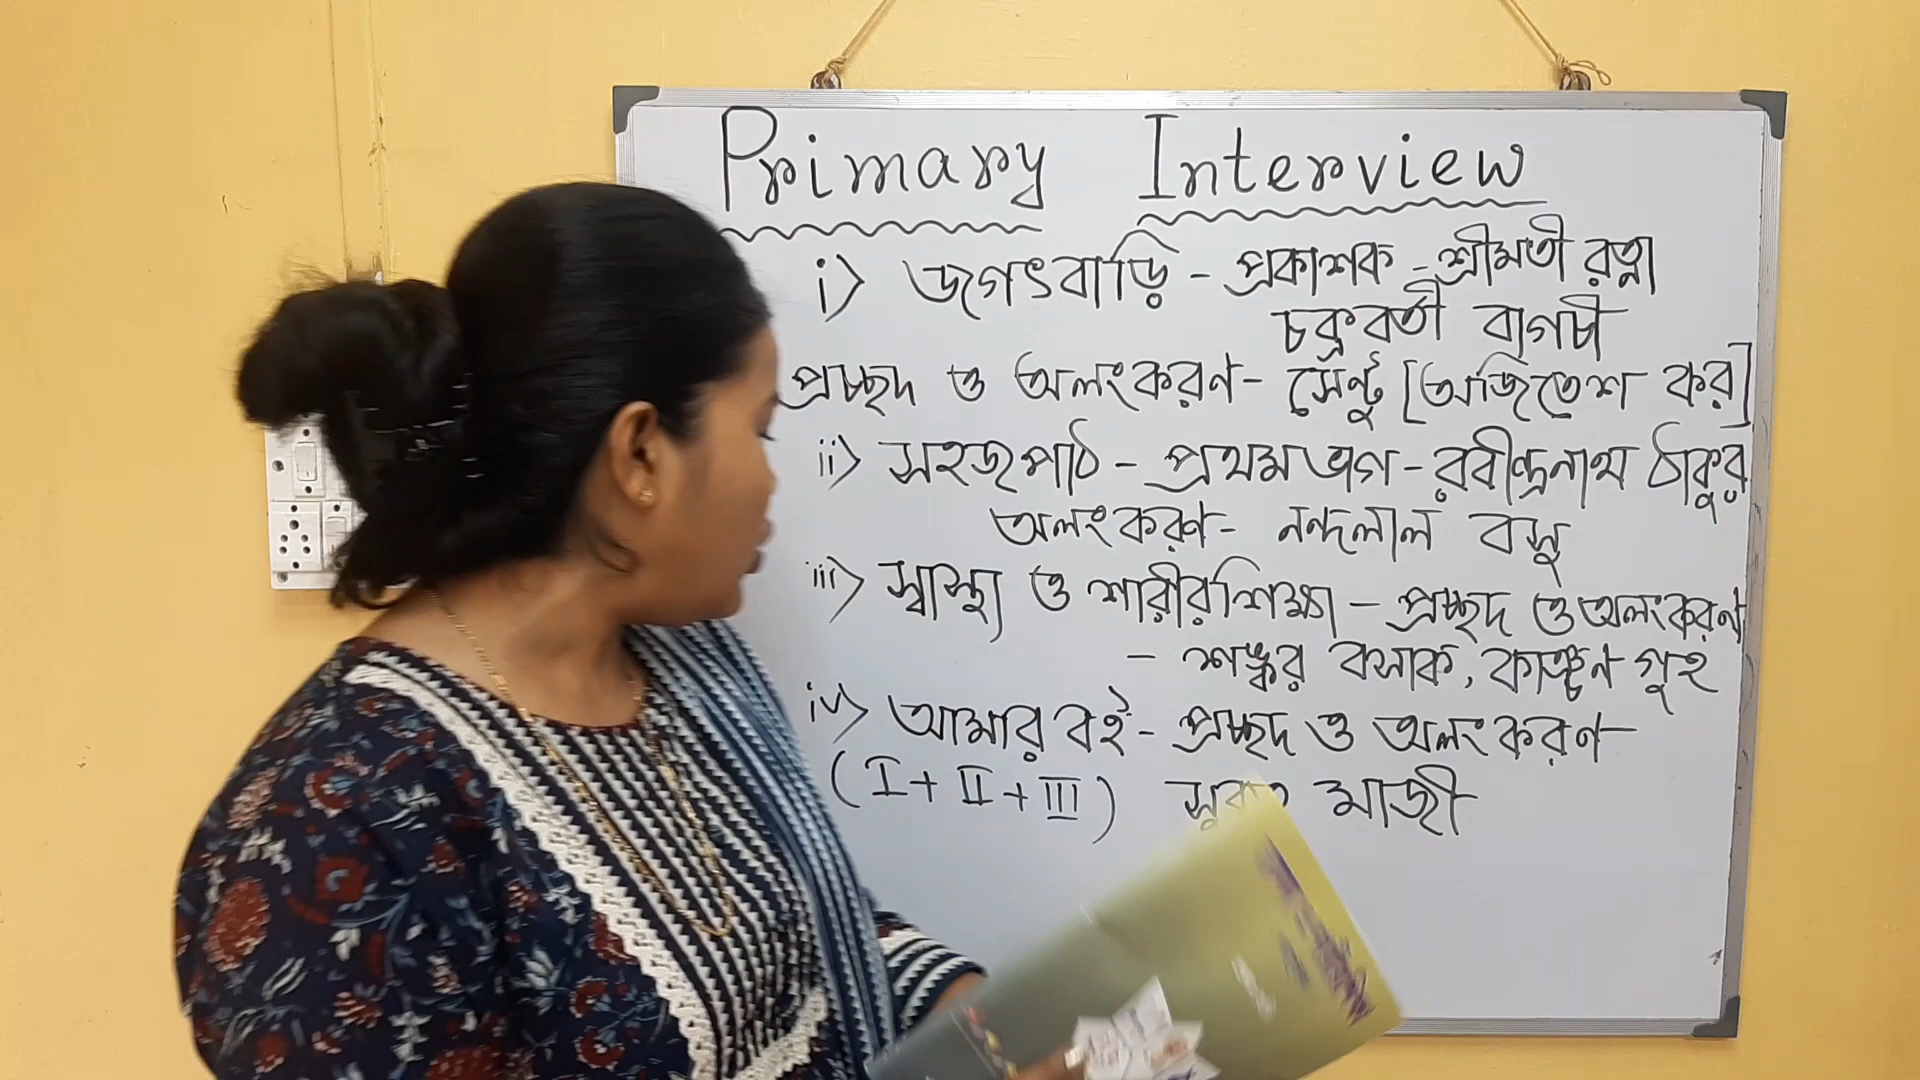 Primary Interview
i) জগৎবাড়ি - প্রকাশক - শ্রীমতী রত্না
চক্রবর্তী বাগচী
প্রচ্ছদ ও অলংকরণ - সেন্টু [অজিতেশ কর]
ii) সহজপাঠ - প্রথমভাগ - রবীন্দ্রনাথ ঠাকুর
অলংকরণ - নন্দলাল বসু
iii) স্বাস্থ্য ও শারীরশিক্ষা - প্রচ্ছদ ও অলংকরণ
- শঙ্কর বসাক, কাঞ্চন গুহ
iv) আমার বই - প্রচ্ছদ ও অলংকরণ
(I + II + III) মাজী